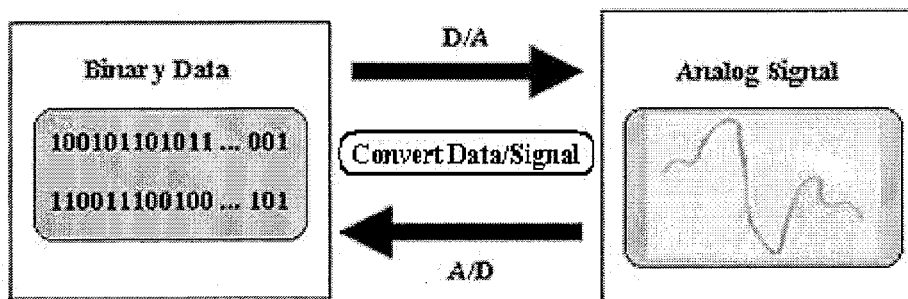 Binary Data
100101101011 ... 001
110011100100 ... 101
D/A
Convert Data/Signal
A/D
Analog Signal